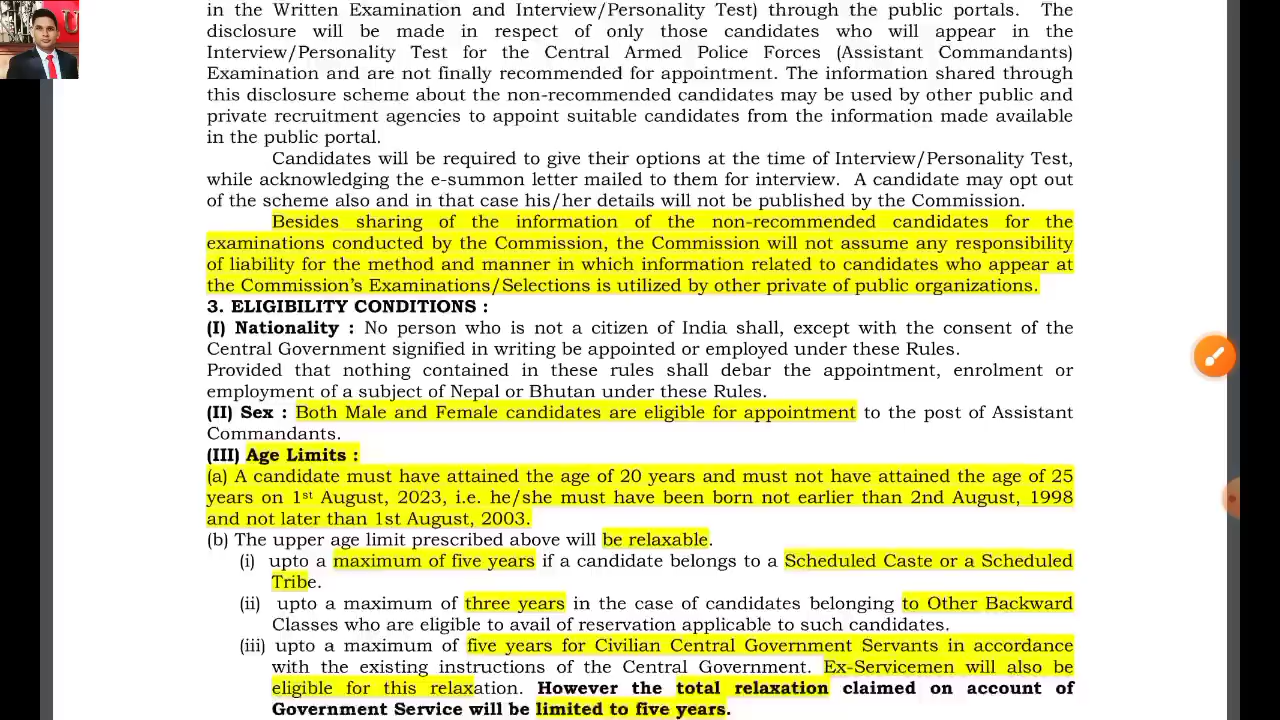 U
in the Written Examination and Interview/Personality Test) through the public portals. The
disclosure will be made in respect of only those candidates who will appear in the
Interview/Personality Test for the Central Armed Police Forces (Assistant Commandants)
Examination and are not finally recommended for appointment. The information shared through
this disclosure scheme about the non-recommended candidates may be used by other public and
private recruitment agencies to appoint suitable candidates from the information made available
in the public portal.
Candidates will be required to give their options at the time of Interview/Personality Test,
while acknowledging the e-summon letter mailed to them for interview. A candidate may opt out
of the scheme also and in that case his/her details will not be published by the Commission.
Besides sharing of the information of the non-recommended candidates for the
examinations conducted by the Commission, the Commission will not assume any responsibility
of liability for the method and manner in which information related to candidates who appear at
the Commission's Examinations/Selections is utilized by other private of public organizations.
3. ELIGIBILITY CONDITIONS :
(I) Nationality : No person who is not a citizen of India shall, except with the consent of the
Central Government signified in writing be appointed or employed under these Rules.
Provided that nothing contained in these rules shall debar the appointment, enrolment or
employment of a subject of Nepal or Bhutan under these Rules.
(II) Sex : Both Male and Female candidates are eligible for appointment to the post of Assistant
Commandants.
(III) Age Limits :
(a) A candidate must have attained the age of 20 years and must not have attained the age of 25
years on 1st August, 2023, i.e. he/she must have been born not earlier than 2nd August, 1998
and not later than 1st August, 2003.
(b) The upper age limit prescribed above will be relaxable.
(i) upto a maximum of five years if a candidate belongs to a Scheduled Caste or a Scheduled
Tribe.
(ii) upto a maximum of three years in the case of candidates belonging to Other Backward
Classes who are eligible to avail of reservation applicable to such candidates.
(iii) upto a maximum of five years for Civilian Central Government Servants in accordance
with the existing instructions of the Central Government. Ex-Servicemen will also be
eligible for this relaxation. However the total relaxation claimed on account of
Government Service will be limited to five years.